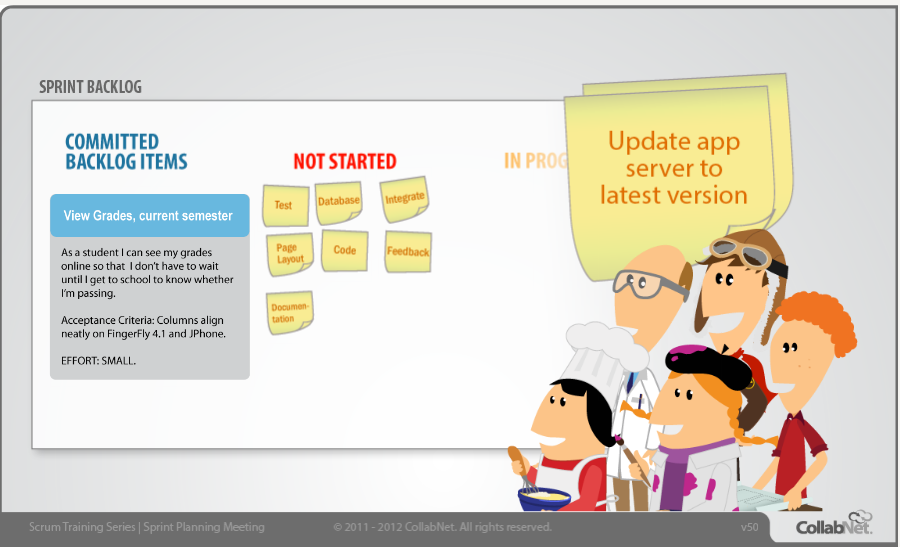 SPRINT BACKLOG
COMMITTED
BACKLOG ITEMS
NOT STARTED
IN PROG
Update app
server to
latest version
View Grades, current semester
As a student I can see my grades
online so that I don't have to wait
until I get to school to know whether
I'm passing.
Acceptance Criteria: Columns align
neatly on FingerFly 4.1 and JPhone.
EFFORT: SMALL.
Test
Database
Integrate
Page
Layout
Code
Feedback
Documen-
tation
Scrum Training Series | Sprint Planning Meeting
© 2011 - 2012 CollabNet. All rights reserved.
v50
CollabNet.